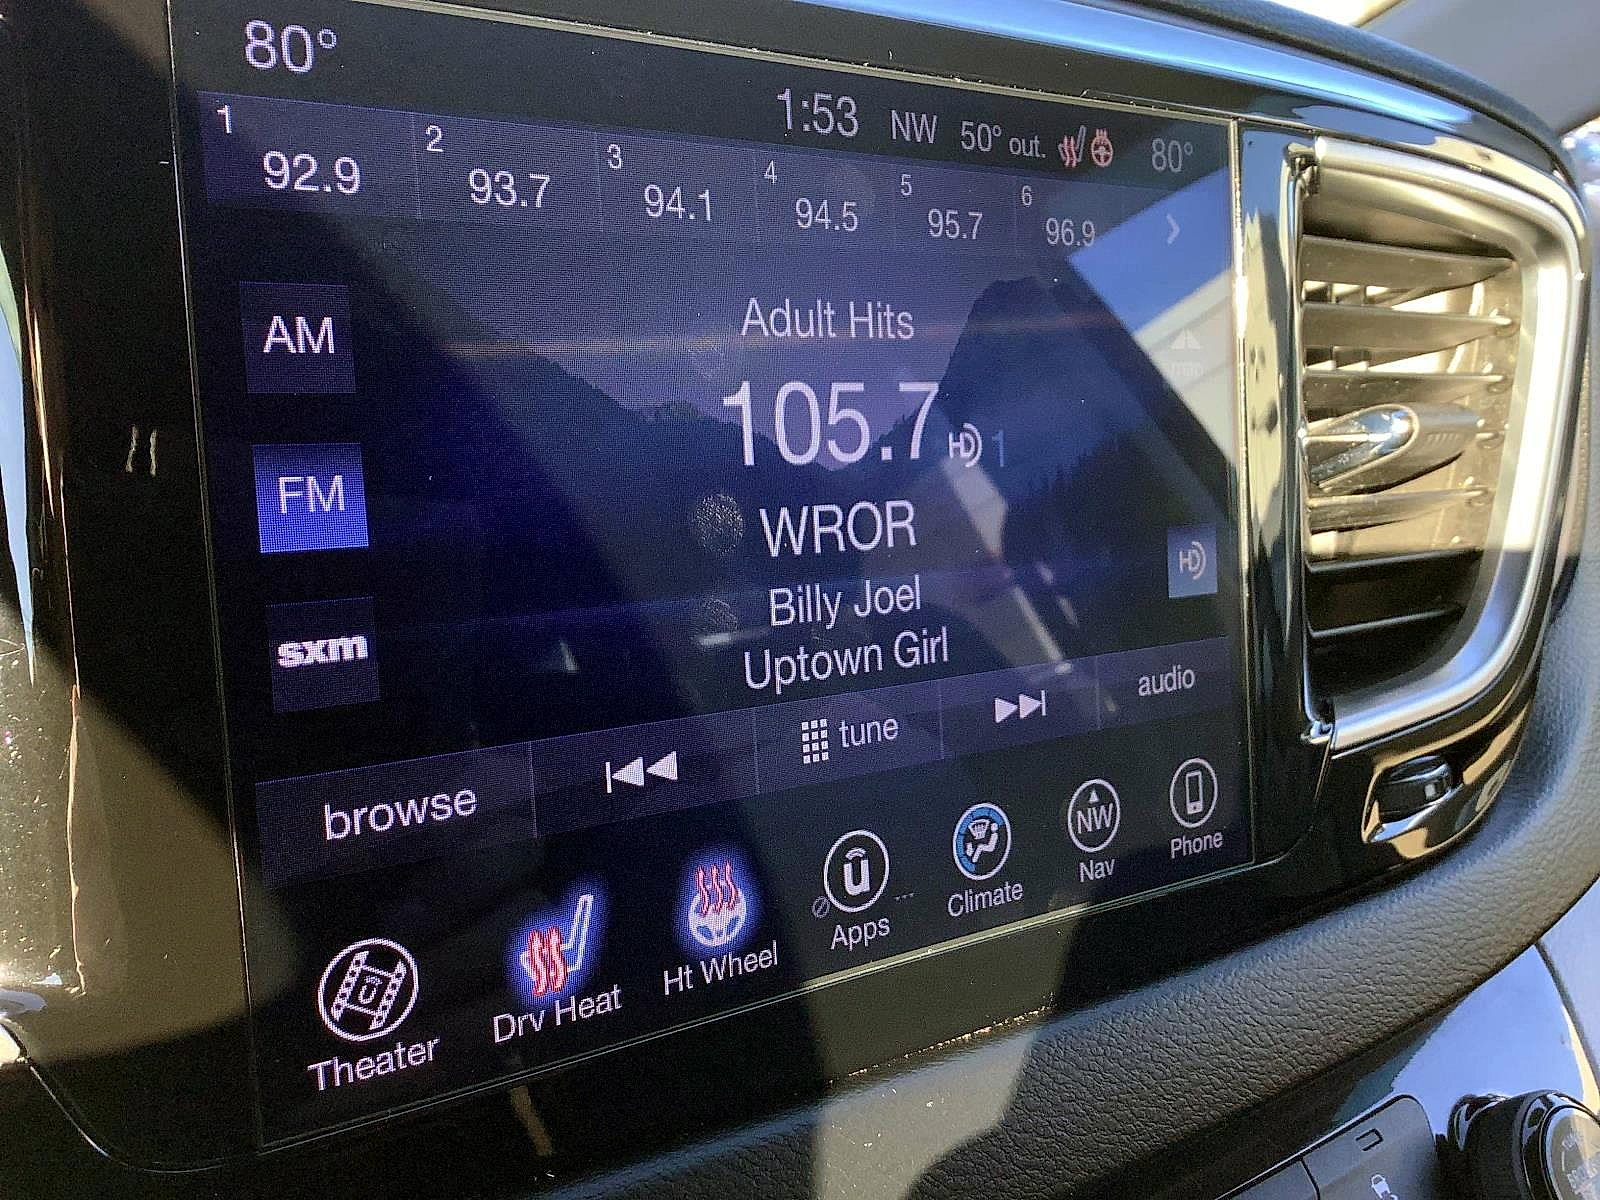 80°
1:53 NW 50° out. 80°
1 2 3 4 5 6
92.9 93.7 94.1 94.5 95.7 96.9
Adult Hits
AM
105.7 HD 1
FM
WROR
HD
Billy Joel
sxm
Uptown Girl
browse tune audio
NW
Theater Drv Heat Ht Wheel Apps Climate Nav Phone